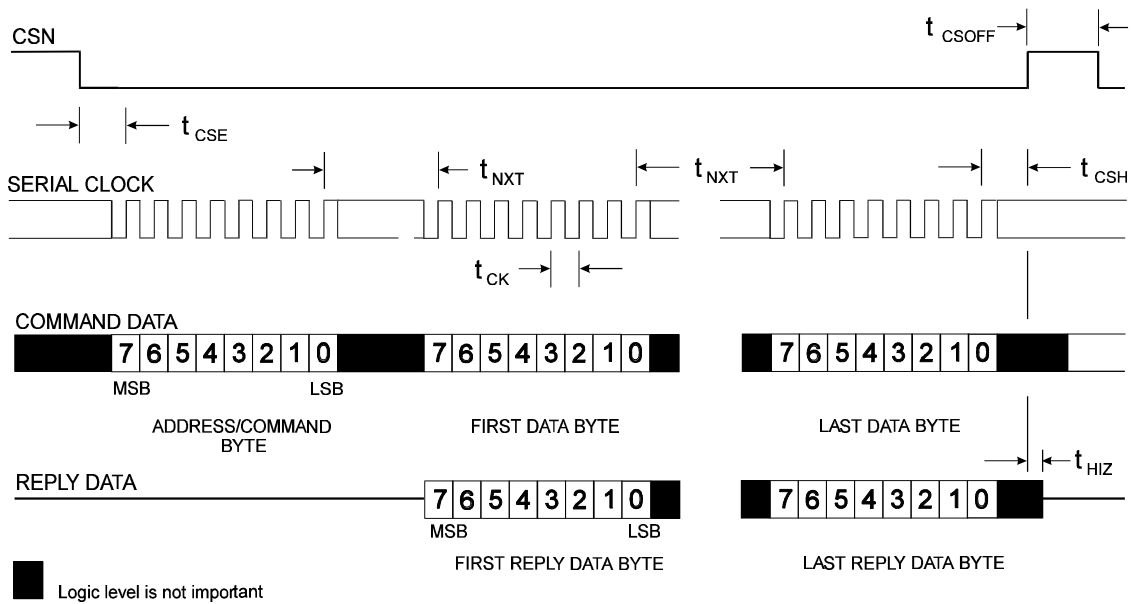 CSN
t CSOFF
t CSE
SERIAL CLOCK
t NXT
t NXT
t CSH
t CK
COMMAND DATA
7 6 5 4 3 2 1 0
7 6 5 4 3 2 1 0
7 6 5 4 3 2 1 0
MSB
LSB
ADDRESS/COMMAND
BYTE
FIRST DATA BYTE
LAST DATA BYTE
REPLY DATA
t HIZ
7 6 5 4 3 2 1 0
7 6 5 4 3 2 1 0
MSB
LSB
FIRST REPLY DATA BYTE
LAST REPLY DATA BYTE
Logic level is not important